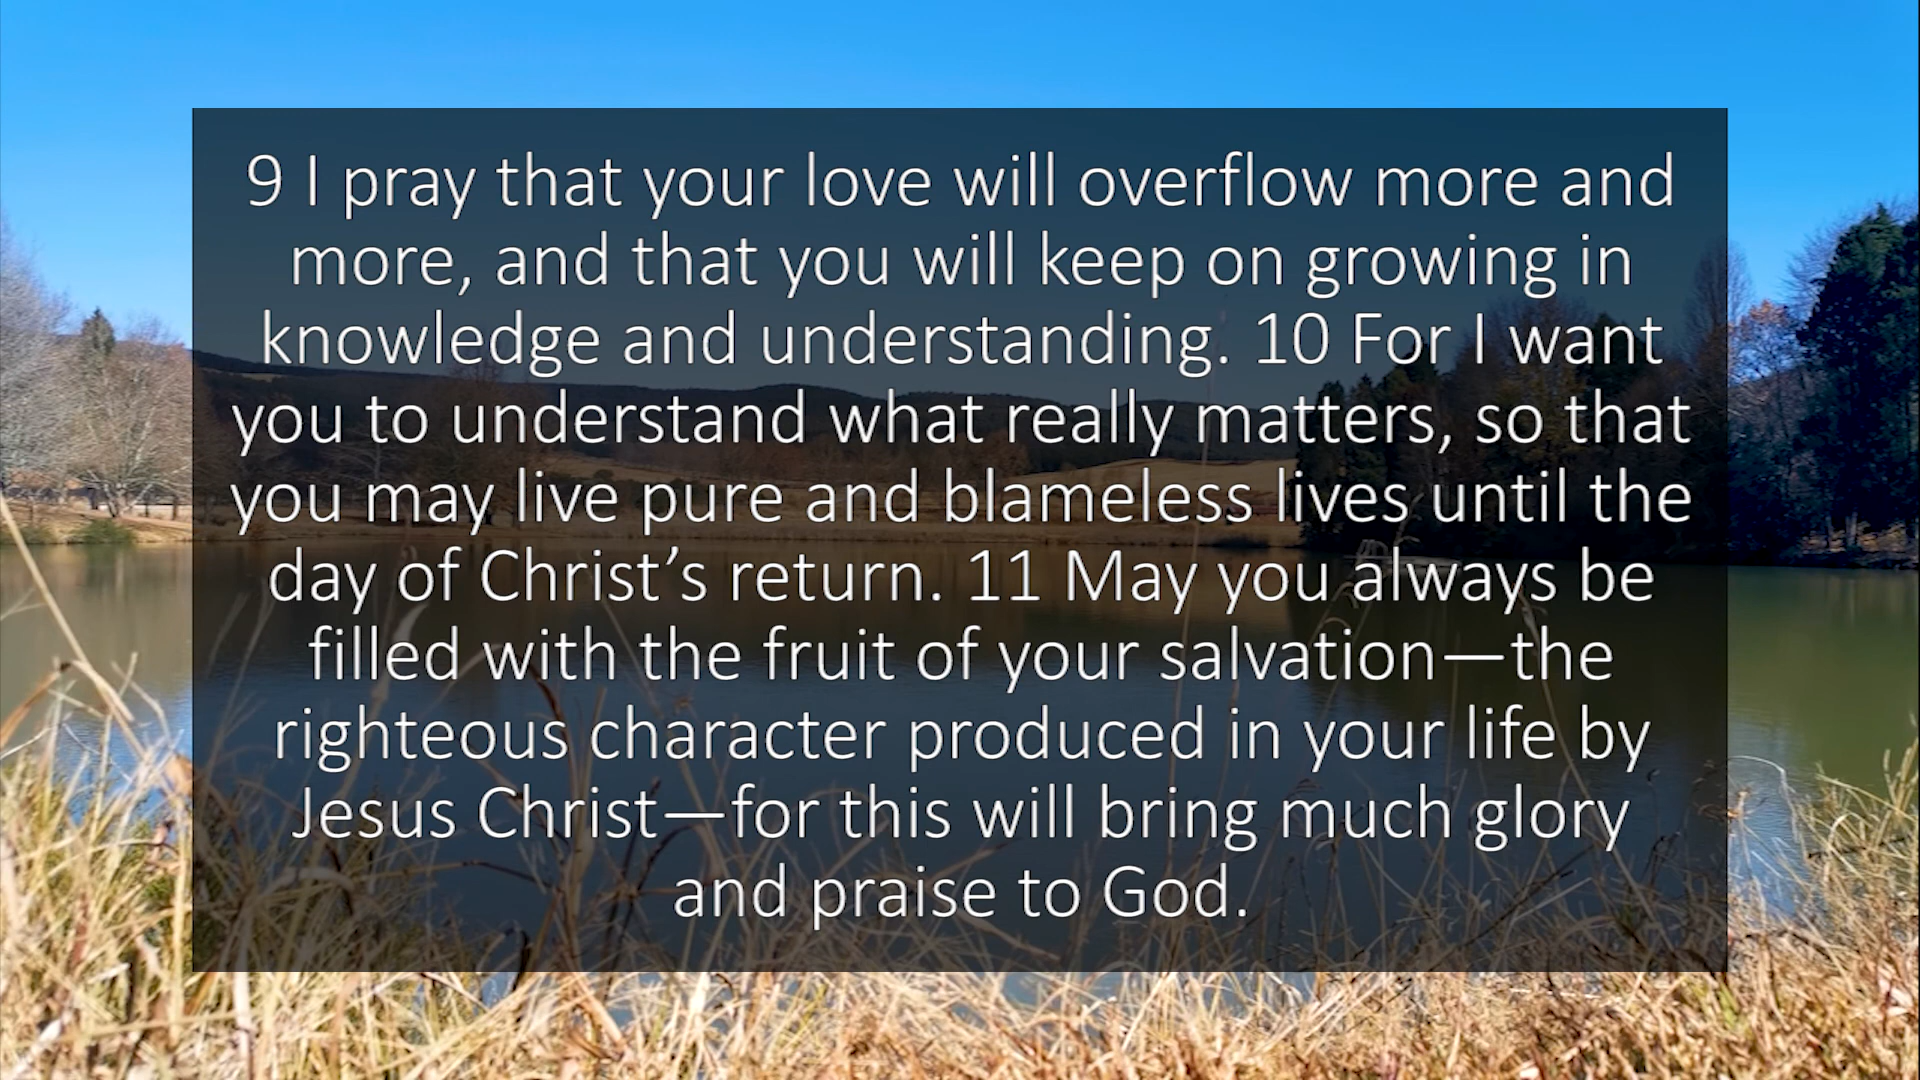 9 I pray that your love will overflow more and
more, and that you will keep on growing in
knowledge and understanding. 10 For I want
you to understand what really matters, so that
you may live pure and blameless lives until the
day of Christ’s return. 11 May you always be
filled with the fruit of your salvation—the
righteous character produced in your life by
Jesus Christ—for this will bring much glory
and praise to God.